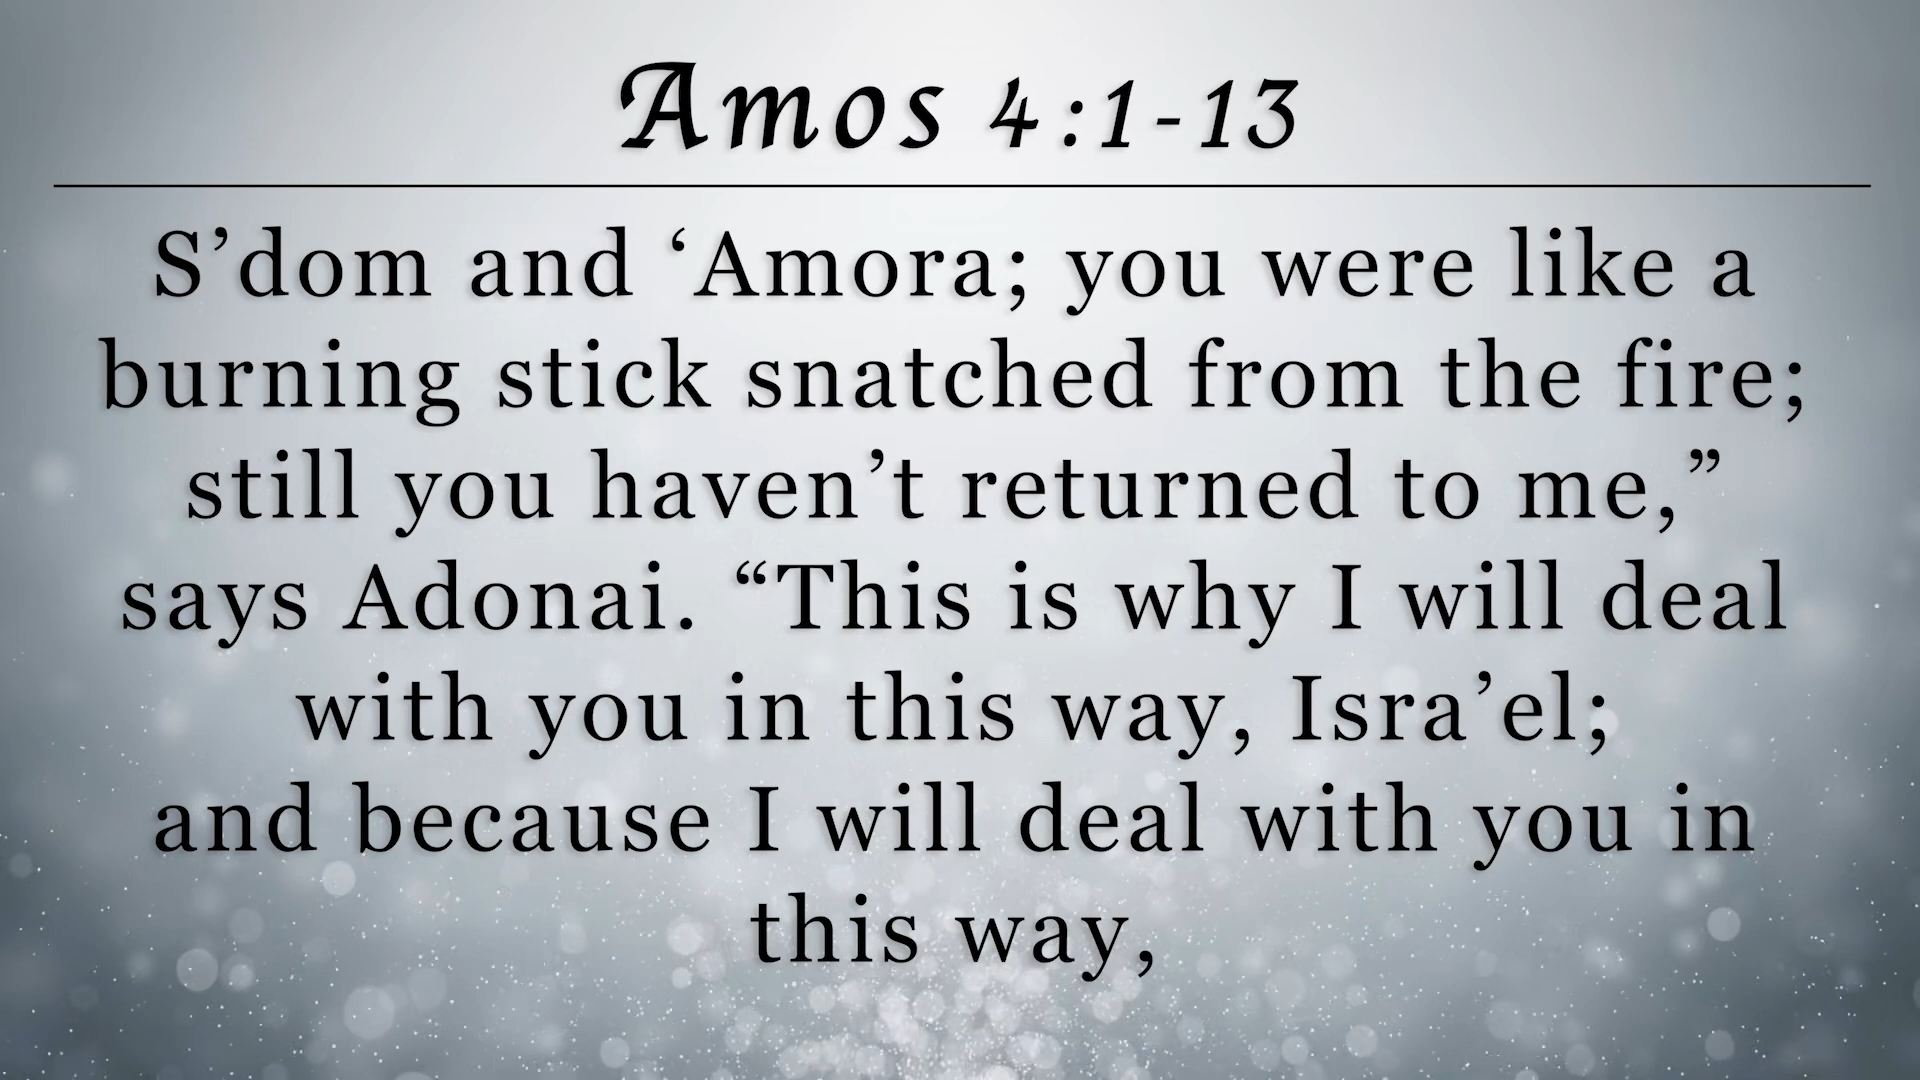 Amos 4:1-13
S’dom and ‘Amora; you were like a
burning stick snatched from the fire;
still you haven’t returned to me,”
says Adonai. “This is why I will deal
with you in this way, Isra’el;
and because I will deal with you in
this way,